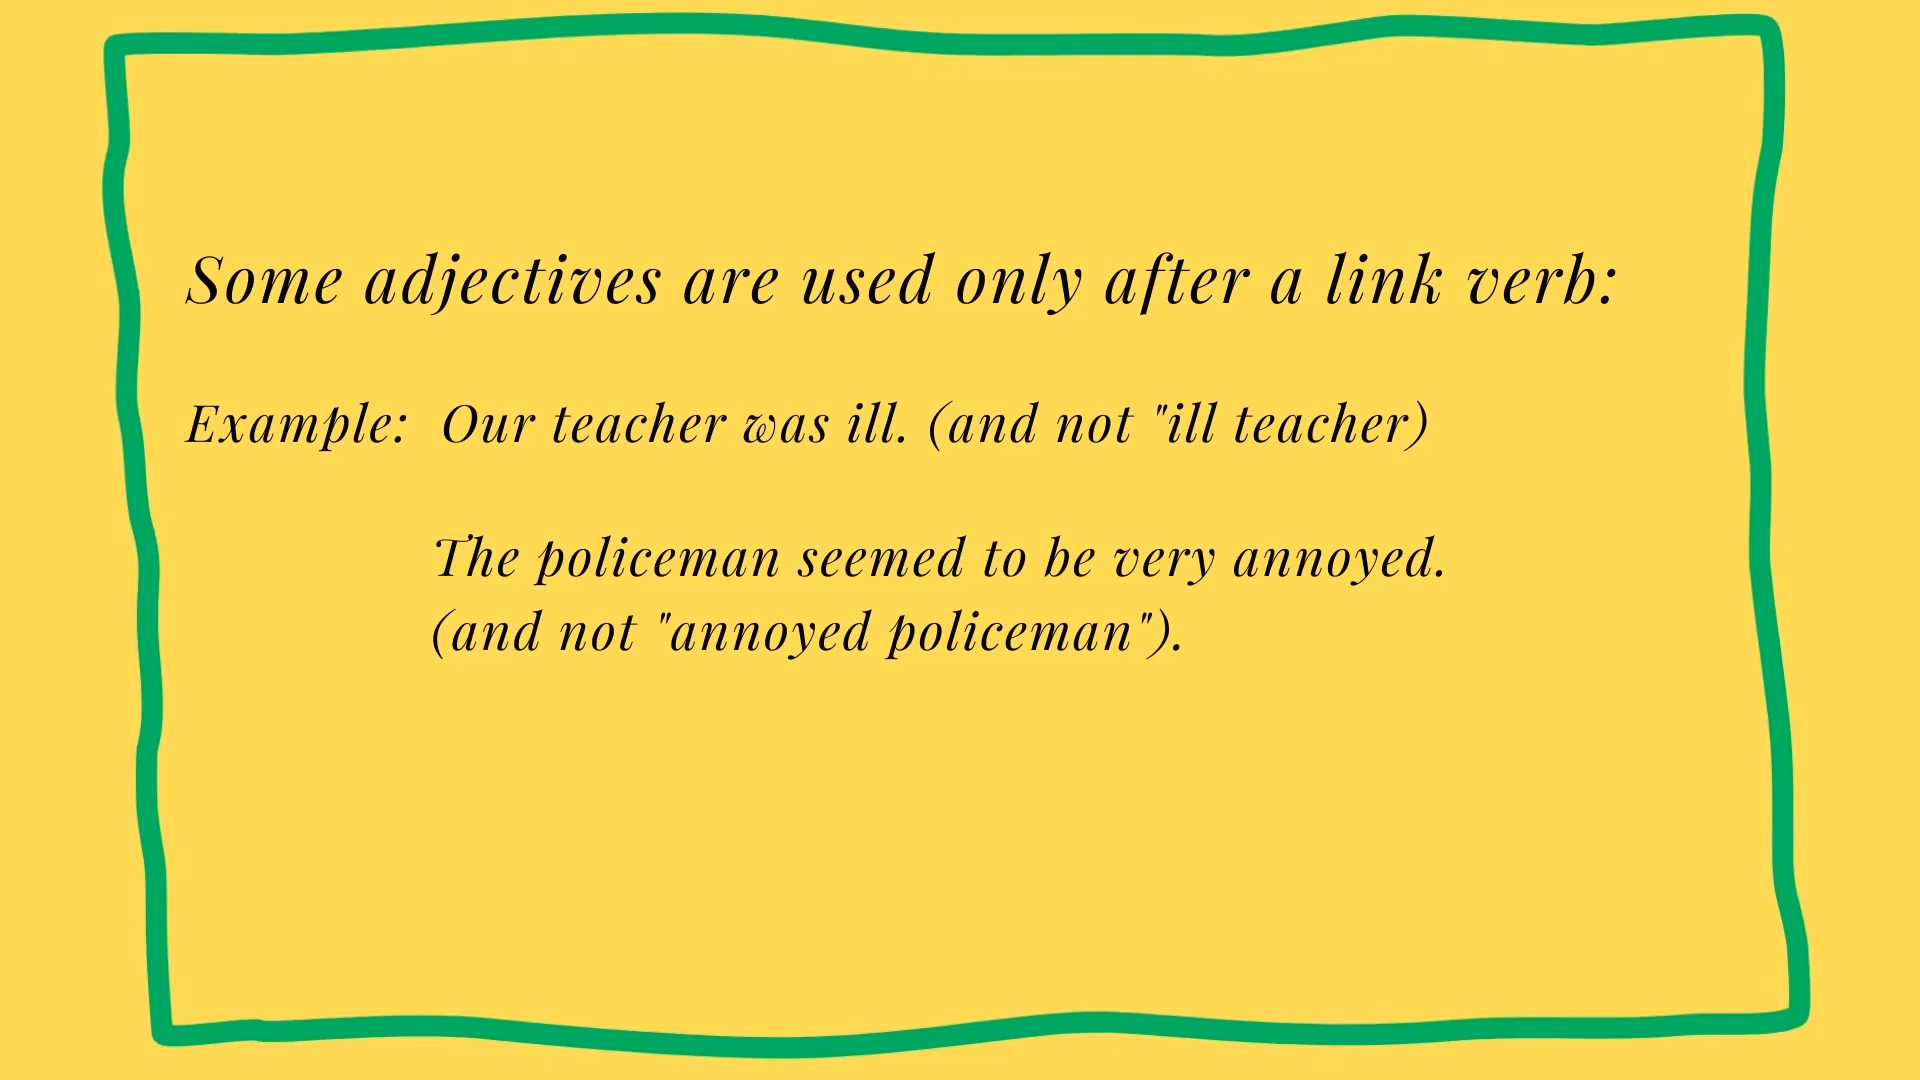 Some adjectives are used only after a link verb:
Example: Our teacher was ill. (and not "ill teacher)
The policeman seemed to be very annoyed.
(and not "annoyed policeman").